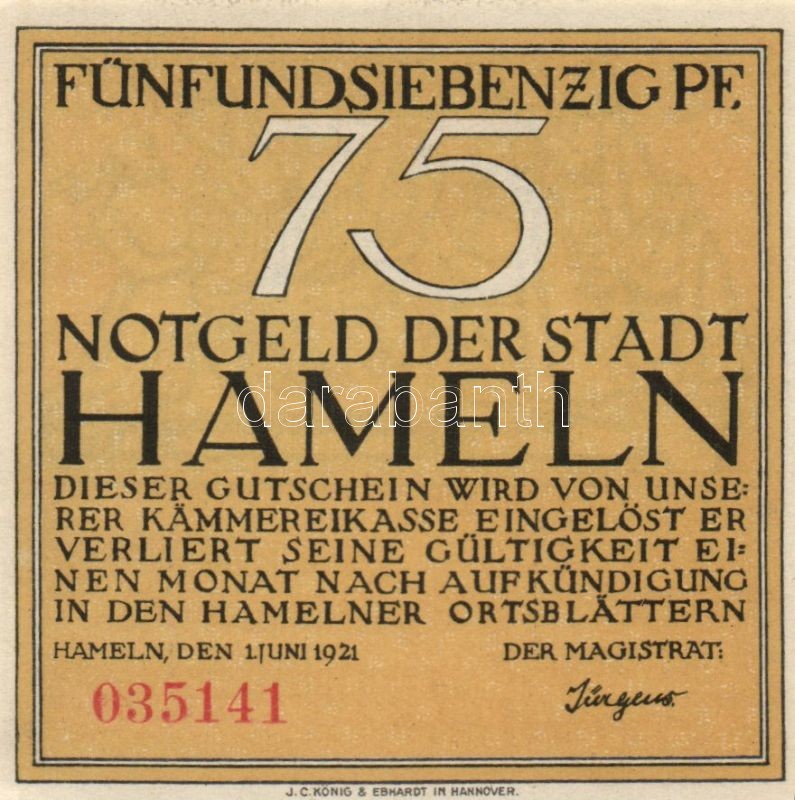 FÜNFUNDSIEBENZIG PF.
75
NOTGELD DER STADT
HAMELN
darabanth
DIESER GUTSCHEIN WIRD VON UNSE=
RER KÄMMEREIKASSE EINGELÖST ER
VERLIERT SEINE GÜLTIGKEIT EI=
NEN MONAT NACH AUFKÜNDIGUNG
IN DEN HAMELNER ORTSBLÄTTERN
HAMELN, DEN 1. JUNI 1921 DER MAGISTRAT:
035141 Jürgens.
J. C. KÖNIG & EBHARDT IN HANNOVER.